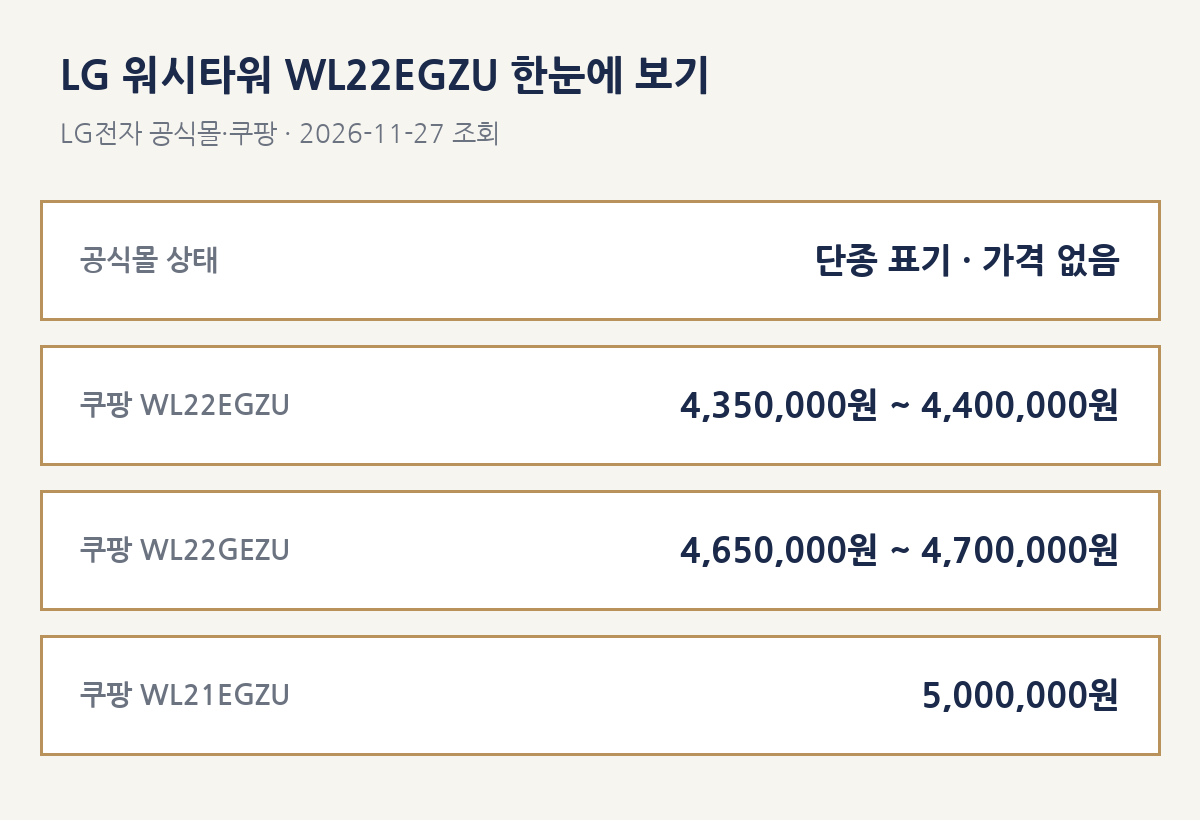 LG 워시타워 WL22EGZU 한눈에 보기
LG전자 공식몰·쿠팡 · 2026-11-27 조회
공식몰 상태 단종 표기 · 가격 없음
쿠팡 WL22EGZU 4,350,000원 ~ 4,400,000원
쿠팡 WL22GEZU 4,650,000원 ~ 4,700,000원
쿠팡 WL21EGZU 5,000,000원